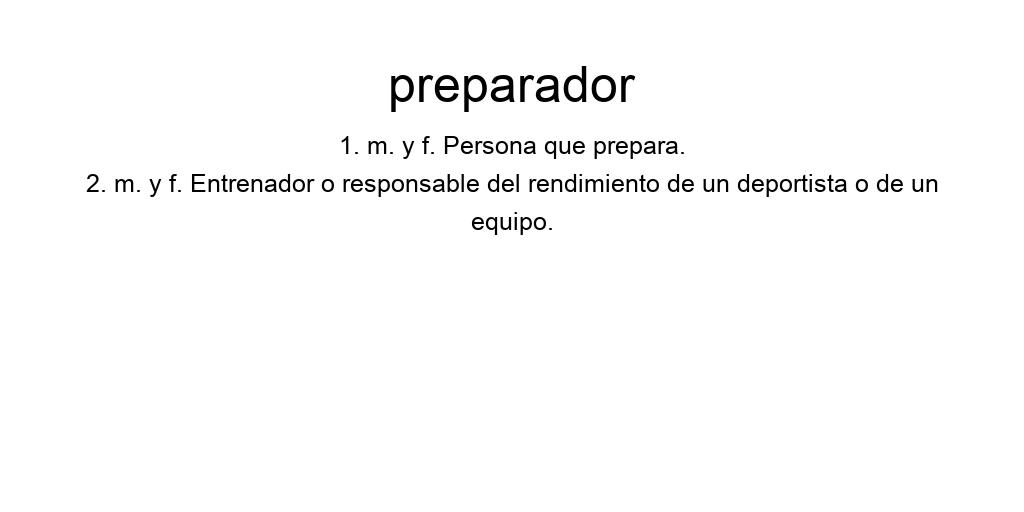 preparador
1. m. y f. Persona que prepara.
2. m. y f. Entrenador o responsable del rendimiento de un deportista o de un
equipo.